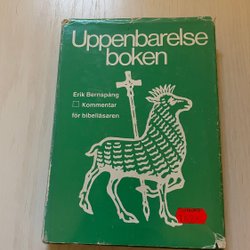 Uppenbarelse
boken
Erik Bernspång
Kommentar
för bibelläsaren